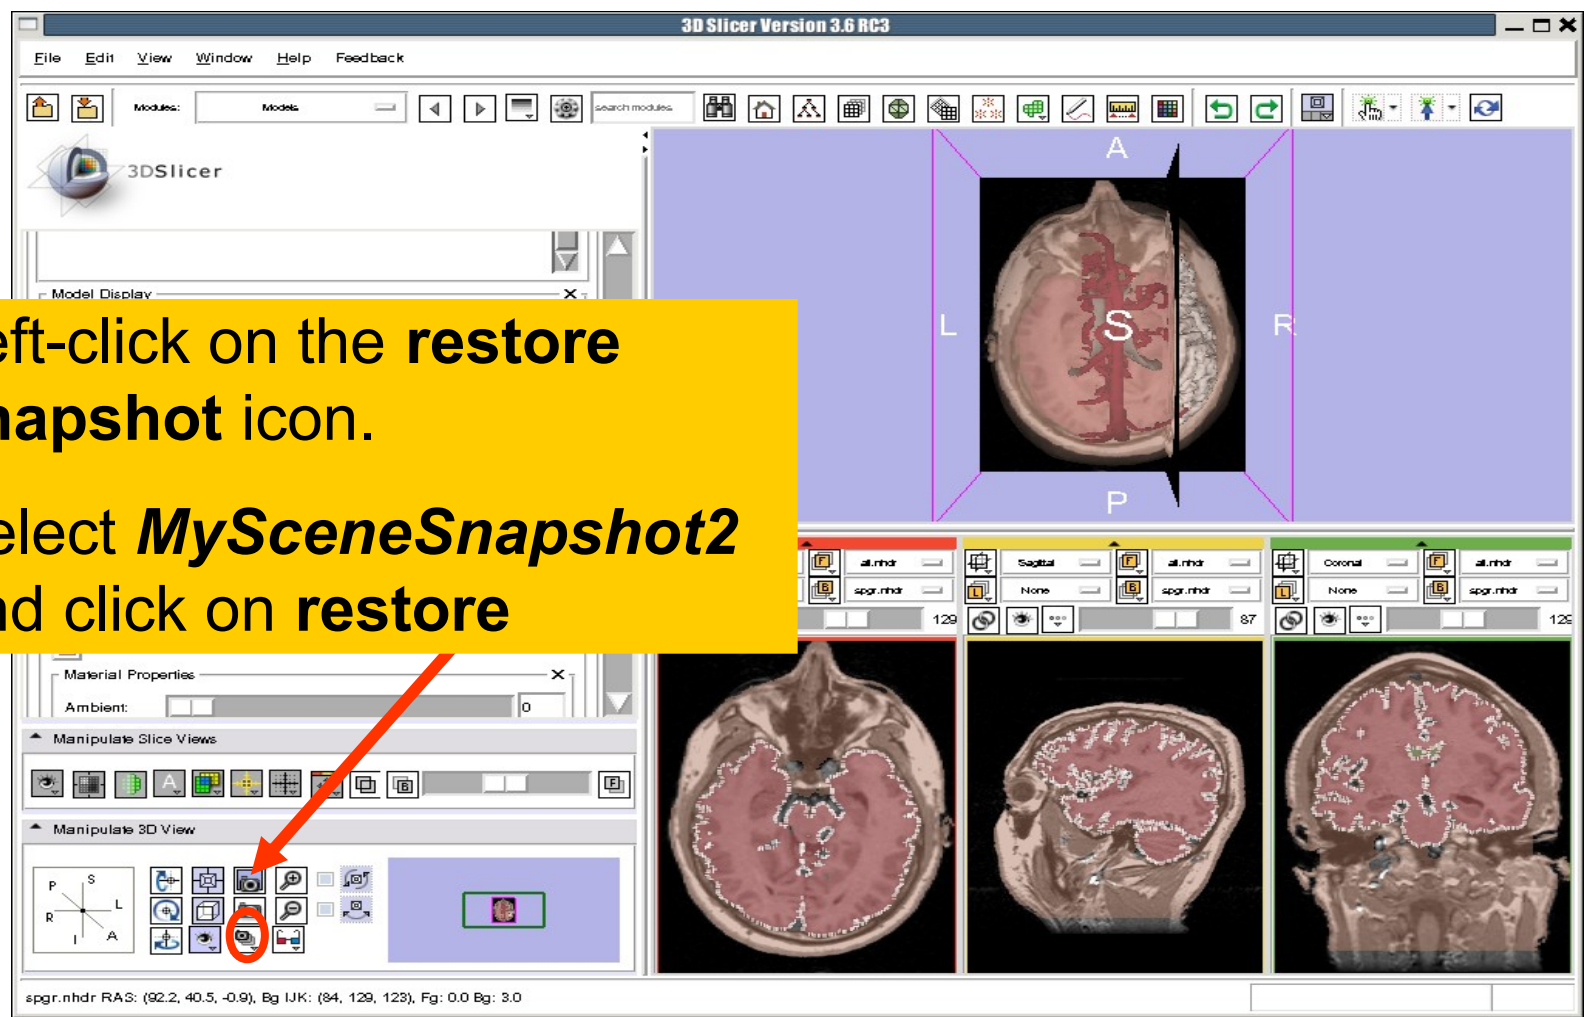 3D Slicer Version 3.6 RC3
File Edit View Window Help Feedback
Modules: Models search modules
3DSlicer
Model Display
eft-click on the restore
napshot icon.
elect MySceneSnapshot2
nd click on restore
Material Properties
Ambient: 0
Manipulate Slice Views
A B F
Manipulate 3D View
P S
R L
I A
A
L S R
P
F all.nhdr
B spgr.nhdr
129
Sagittal F all.nhdr
L None B spgr.nhdr
87
Coronal F all.nhdr
L None B spgr.nhdr
129
spgr.nhdr RAS: (92.2, 40.5, -0.9), Bg IJK: (84, 129, 123), Fg: 0.0 Bg: 3.0